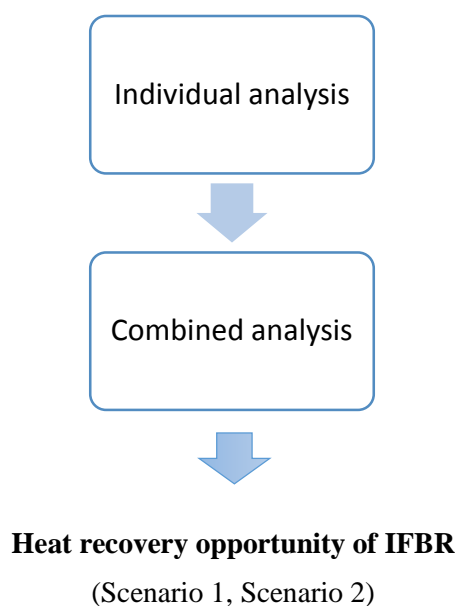 Individual analysis
Combined analysis
Heat recovery opportunity of IFBR
(Scenario 1, Scenario 2)